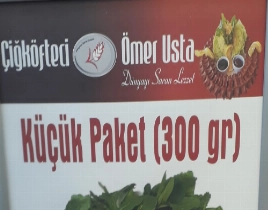 Çiğköfteci Ömer Usta
Dünyayı Saran Lezzet
Küçük Paket (300 gr)